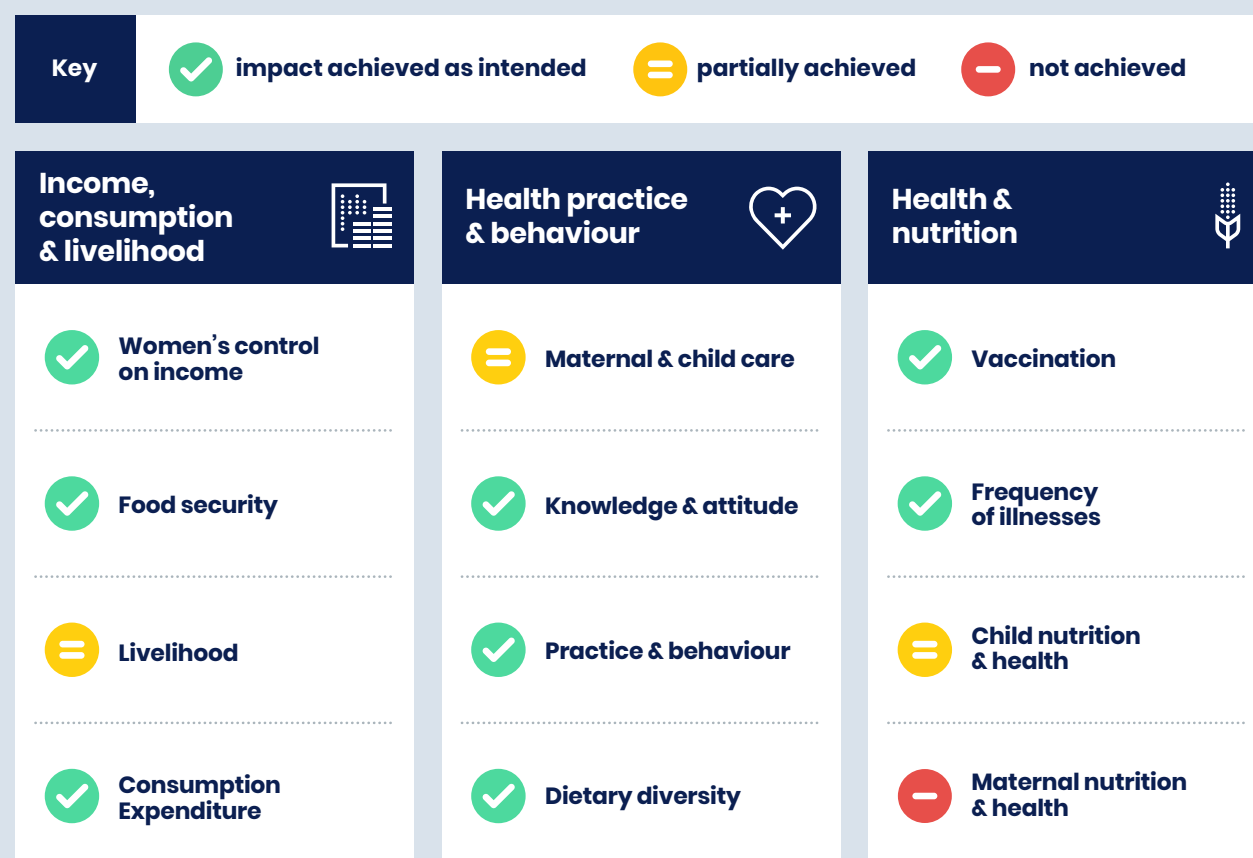 Key
impact achieved as intended
partially achieved
not achieved
Income,
consumption
& livelihood
Women’s control
on income
Food security
Livelihood
Consumption
Expenditure
Health practice
& behaviour
Maternal & child care
Knowledge & attitude
Practice & behaviour
Dietary diversity
Health &
nutrition
Vaccination
Frequency
of illnesses
Child nutrition
& health
Maternal nutrition
& health